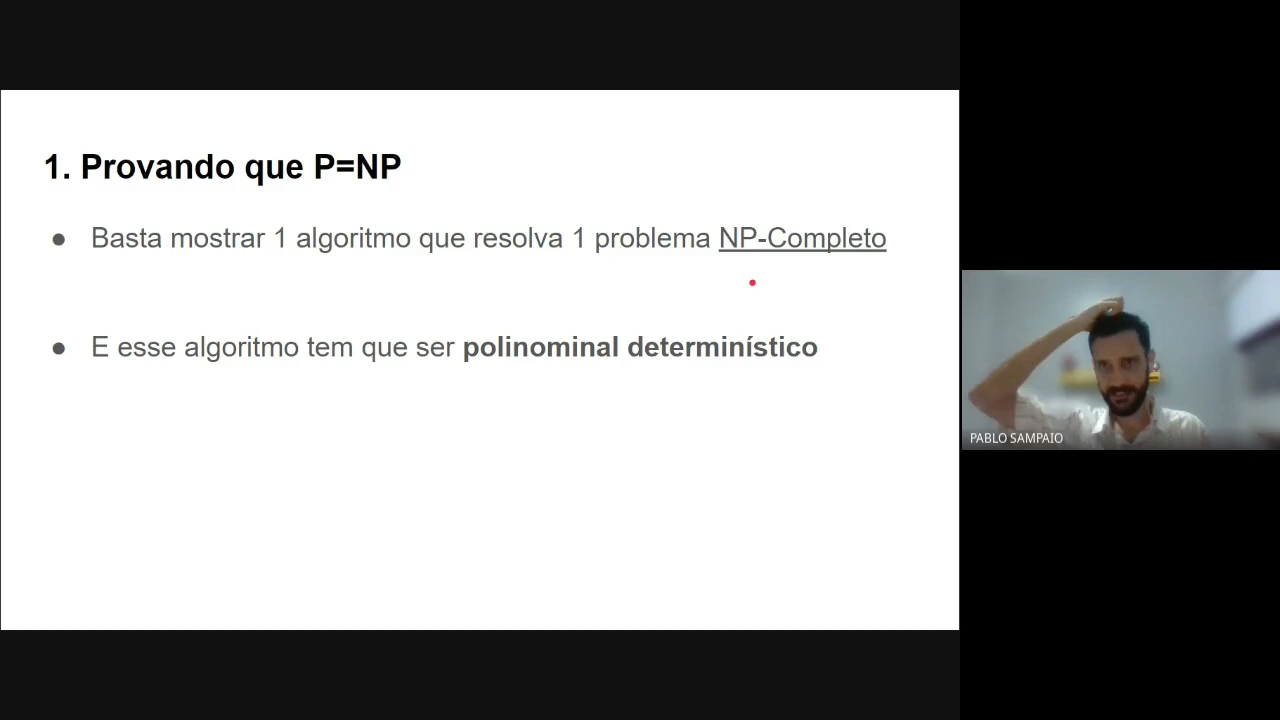 1. Provando que P=NP
● Basta mostrar 1 algoritmo que resolva 1 problema NP-Completo
● E esse algoritmo tem que ser polinominal determinístico
PABLO SAMPAIO